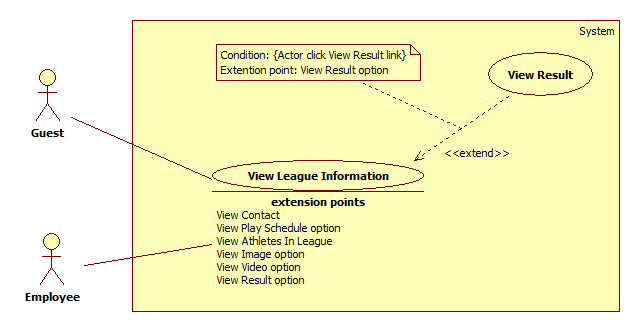 System
Condition: {Actor click View Result link}
Extention point: View Result option
View Result
Guest
<<extend>>
View League Information
extension points
View Contact
View Play Schedule option
View Athletes In League
View Image option
View Video option
View Result option
Employee